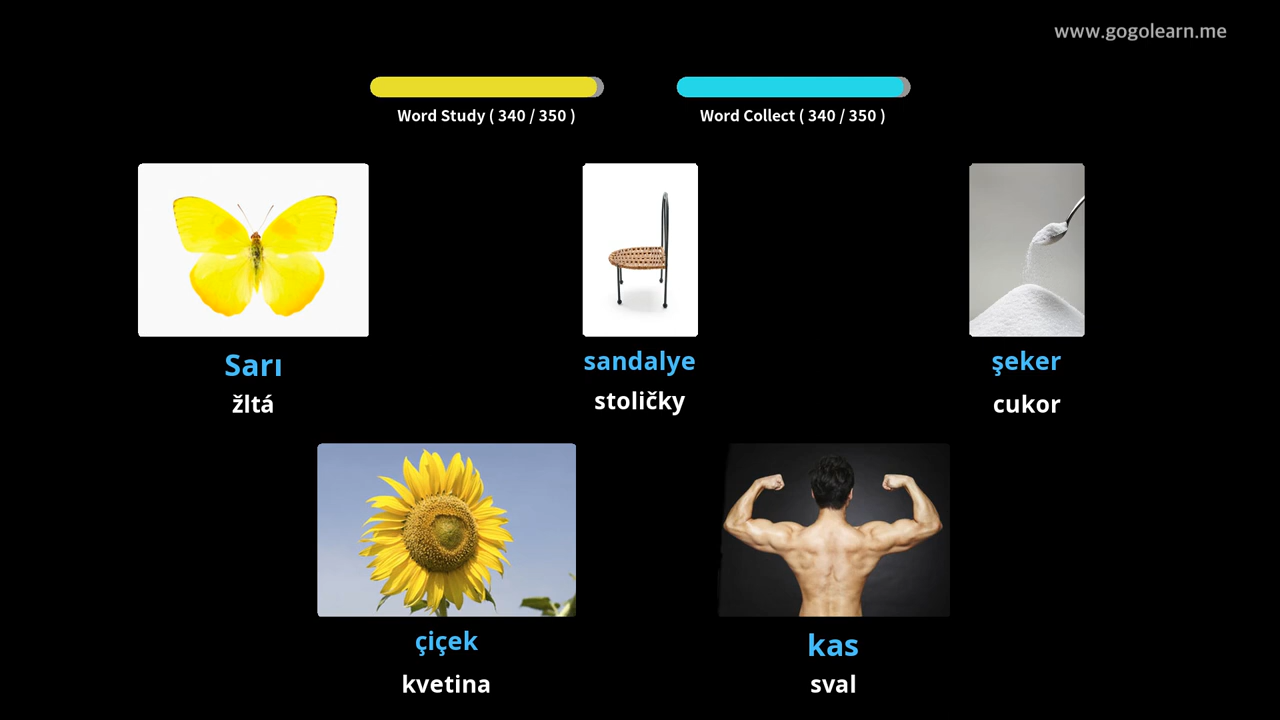 www.gogolearn.me
Word Study ( 340 / 350 )
Word Collect ( 340 / 350 )
Sarı
žltá
sandalye
stoličky
şeker
cukor
çiçek
kvetina
kas
sval